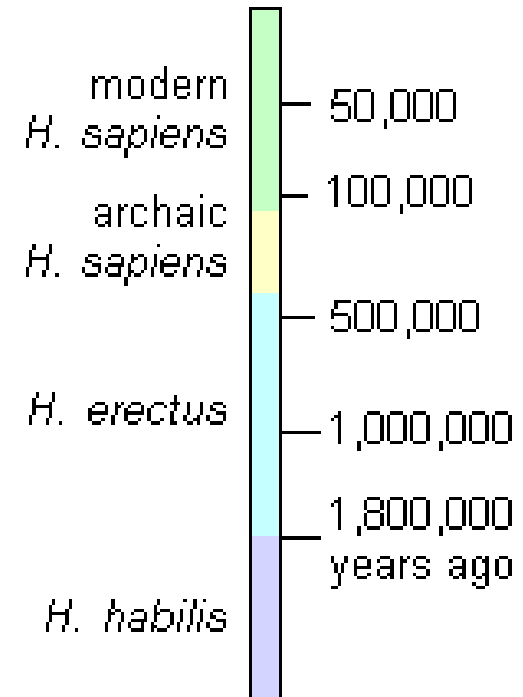 modern
H. sapiens
50,000
100,000
archaic
H. sapiens
500,000
H. erectus
1,000,000
1,800,000
years ago
H. habilis